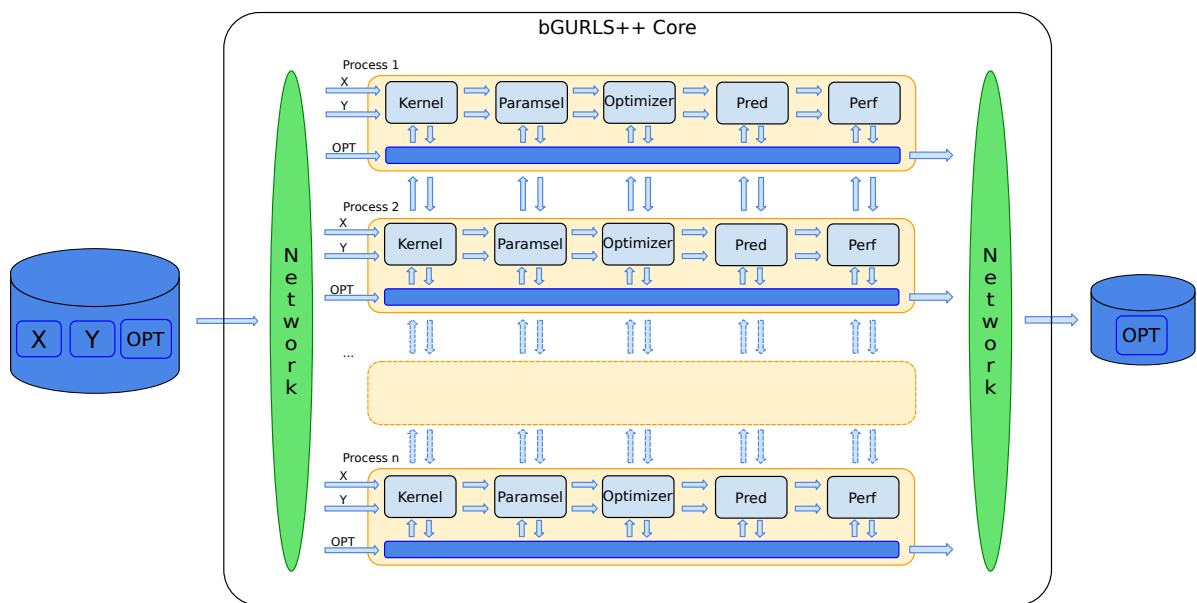 bGURLS++ Core
Process 1
X
Y
OPT
Kernel
Paramsel
Optimizer
Pred
Perf
Process 2
X
Y
OPT
Kernel
Paramsel
Optimizer
Pred
Perf
...
Process n
X
Y
OPT
Kernel
Paramsel
Optimizer
Pred
Perf
X
Y
OPT
Network
Network
OPT